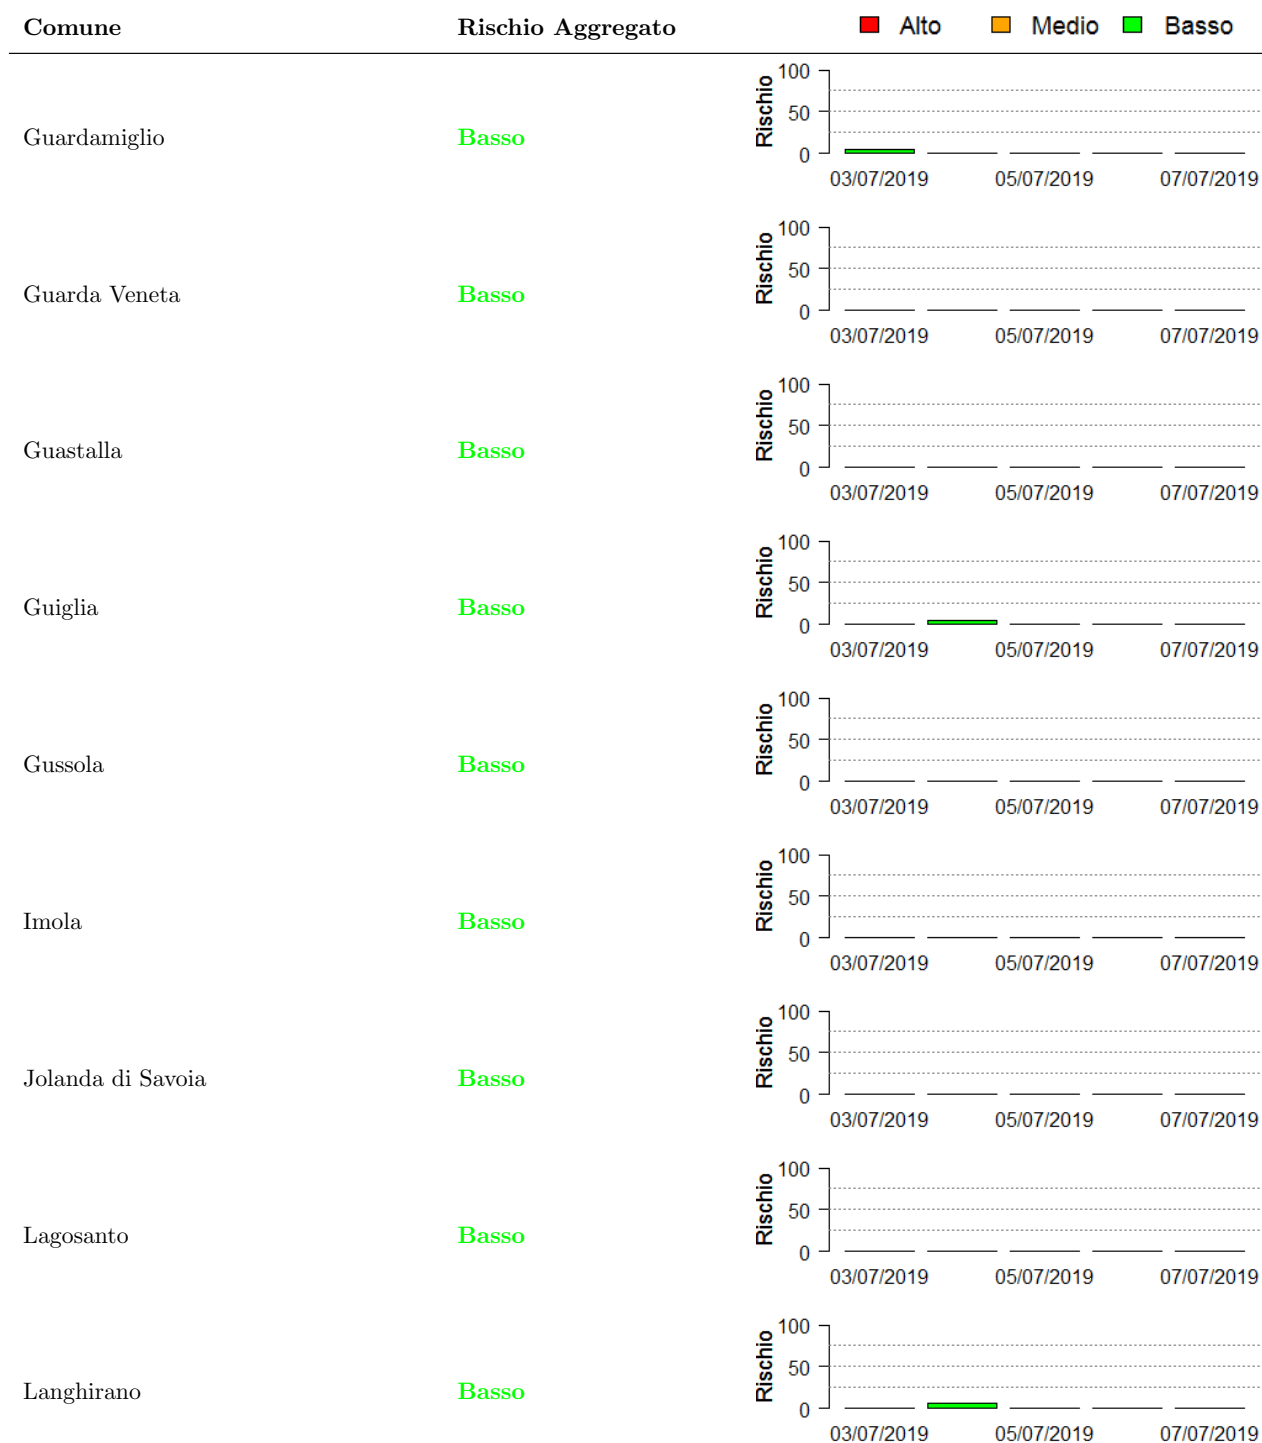 Comune Rischio Aggregato Alto Medio Basso
Guardamiglio Basso
Rischio
100
50
0
03/07/2019 05/07/2019 07/07/2019
Guarda Veneta Basso
Rischio
100
50
0
03/07/2019 05/07/2019 07/07/2019
Guastalla Basso
Rischio
100
50
0
03/07/2019 05/07/2019 07/07/2019
Guiglia Basso
Rischio
100
50
0
03/07/2019 05/07/2019 07/07/2019
Gussola Basso
Rischio
100
50
0
03/07/2019 05/07/2019 07/07/2019
Imola Basso
Rischio
100
50
0
03/07/2019 05/07/2019 07/07/2019
Jolanda di Savoia Basso
Rischio
100
50
0
03/07/2019 05/07/2019 07/07/2019
Lagosanto Basso
Rischio
100
50
0
03/07/2019 05/07/2019 07/07/2019
Langhirano Basso
Rischio
100
50
0
03/07/2019 05/07/2019 07/07/2019